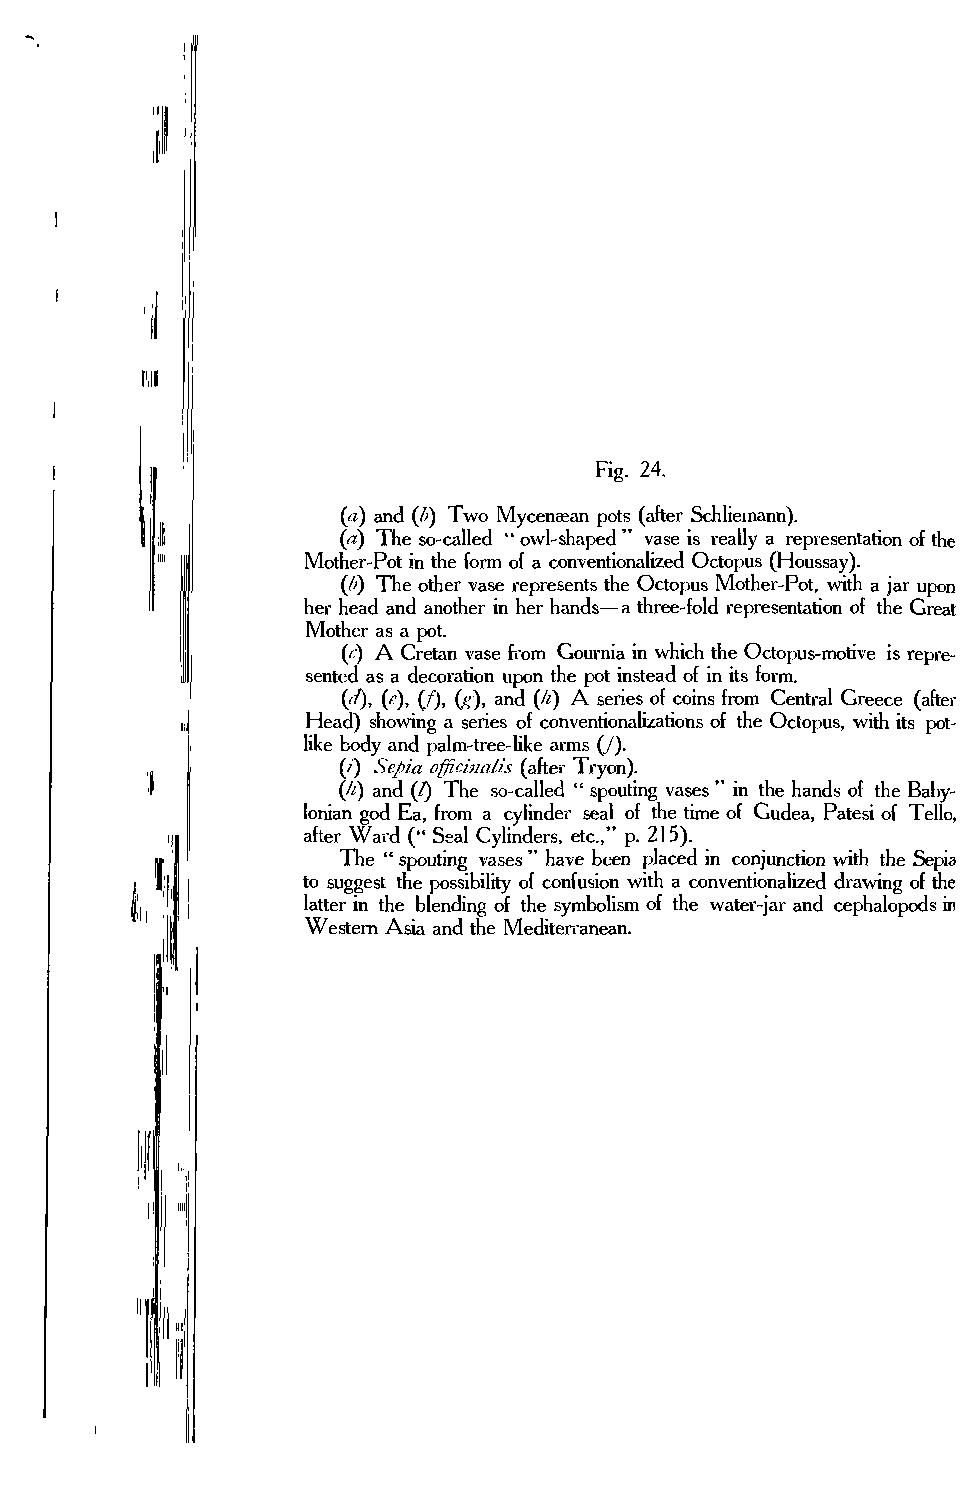 Fig. 24.
(a) and (b) Two Mycenæan pots (after Schliemann).
(a) The so-called “ owl-shaped ” vase is really a representation of the
Mother-Pot in the form of a conventionalized Octopus (Houssay).
(b) The other vase represents the Octopus Mother-Pot, with a jar upon
her head and another in her hands—a three-fold representation of the Great
Mother as a pot.
(c) A Cretan vase from Gournia in which the Octopus-motive is repre-
sented as a decoration upon the pot instead of in its form.
(d), (e), (f), (g), and (h) A series of coins from Central Greece (after
Head) showing a series of conventionalizations of the Octopus, with its pot-
like body and palm-tree-like arms (j).
(i) Sepia officinalis (after Tryon).
(k) and (l) The so-called “ spouting vases ” in the hands of the Baby-
lonian god Ea, from a cylinder seal of the time of Gudea, Patesi of Tello,
after Ward (“ Seal Cylinders, etc.,” p. 215).
The “ spouting vases ” have been placed in conjunction with the Sepia
to suggest the possibility of confusion with a conventionalized drawing of the
latter in the blending of the symbolism of the water-jar and cephalopods in
Western Asia and the Mediterranean.